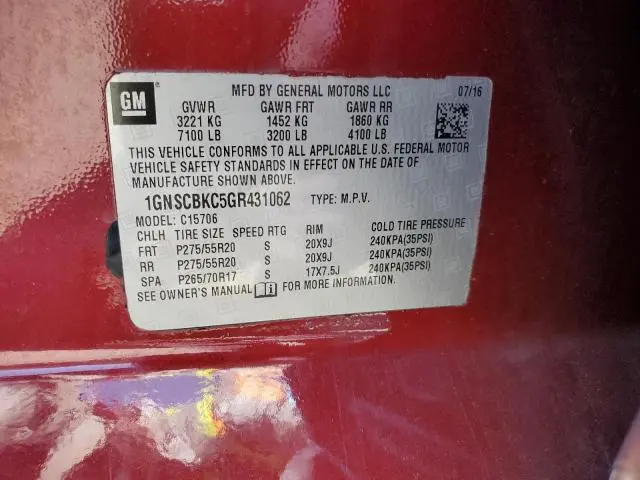 GM
MFD BY GENERAL MOTORS LLC 07/16
GVWR GAWR FRT GAWR RR
3221 KG 1452 KG 1860 KG
7100 LB 3200 LB 4100 LB
THIS VEHICLE CONFORMS TO ALL APPLICABLE U.S. FEDERAL MOTOR
VEHICLE SAFETY STANDARDS IN EFFECT ON THE DATE OF
MANUFACTURE SHOWN ABOVE.
1GNSCBKC5GR431062 TYPE: M.P.V.
MODEL: C15706
CHLH TIRE SIZE SPEED RTG RIM COLD TIRE PRESSURE
FRT P275/55R20 S 20X9J 240KPA(35PSI)
RR P275/55R20 S 20X9J 240KPA(35PSI)
SPA P265/70R17 S 17X7.5J 240KPA(35PSI)
SEE OWNER'S MANUAL FOR MORE INFORMATION.